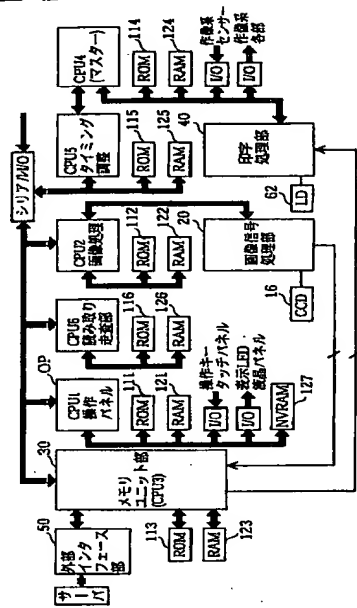 サーバ
50
外部
インタ
フェース
部
30
メモリ
ユニット部
(CPU3)
113
ROM
123
RAM
OP
CPU1
操作
パネル
111
ROM
121
RAM
I/O
操作キー
タッチパネル
I/O
表示LED・
液晶パネル
NVRAM
127
CPU6
読み取り
走査部
116
ROM
126
RAM
CPU2
画像処理
112
ROM
122
RAM
20
画像信号
処理部
16
CCD
シリアルI/O
CPU5
タイミング
調整
115
ROM
125
RAM
CPU4
(マスター)
114
ROM
124
RAM
I/O
作像系
センサー
I/O
作像系
各部
40
印字
処理部
62
LD